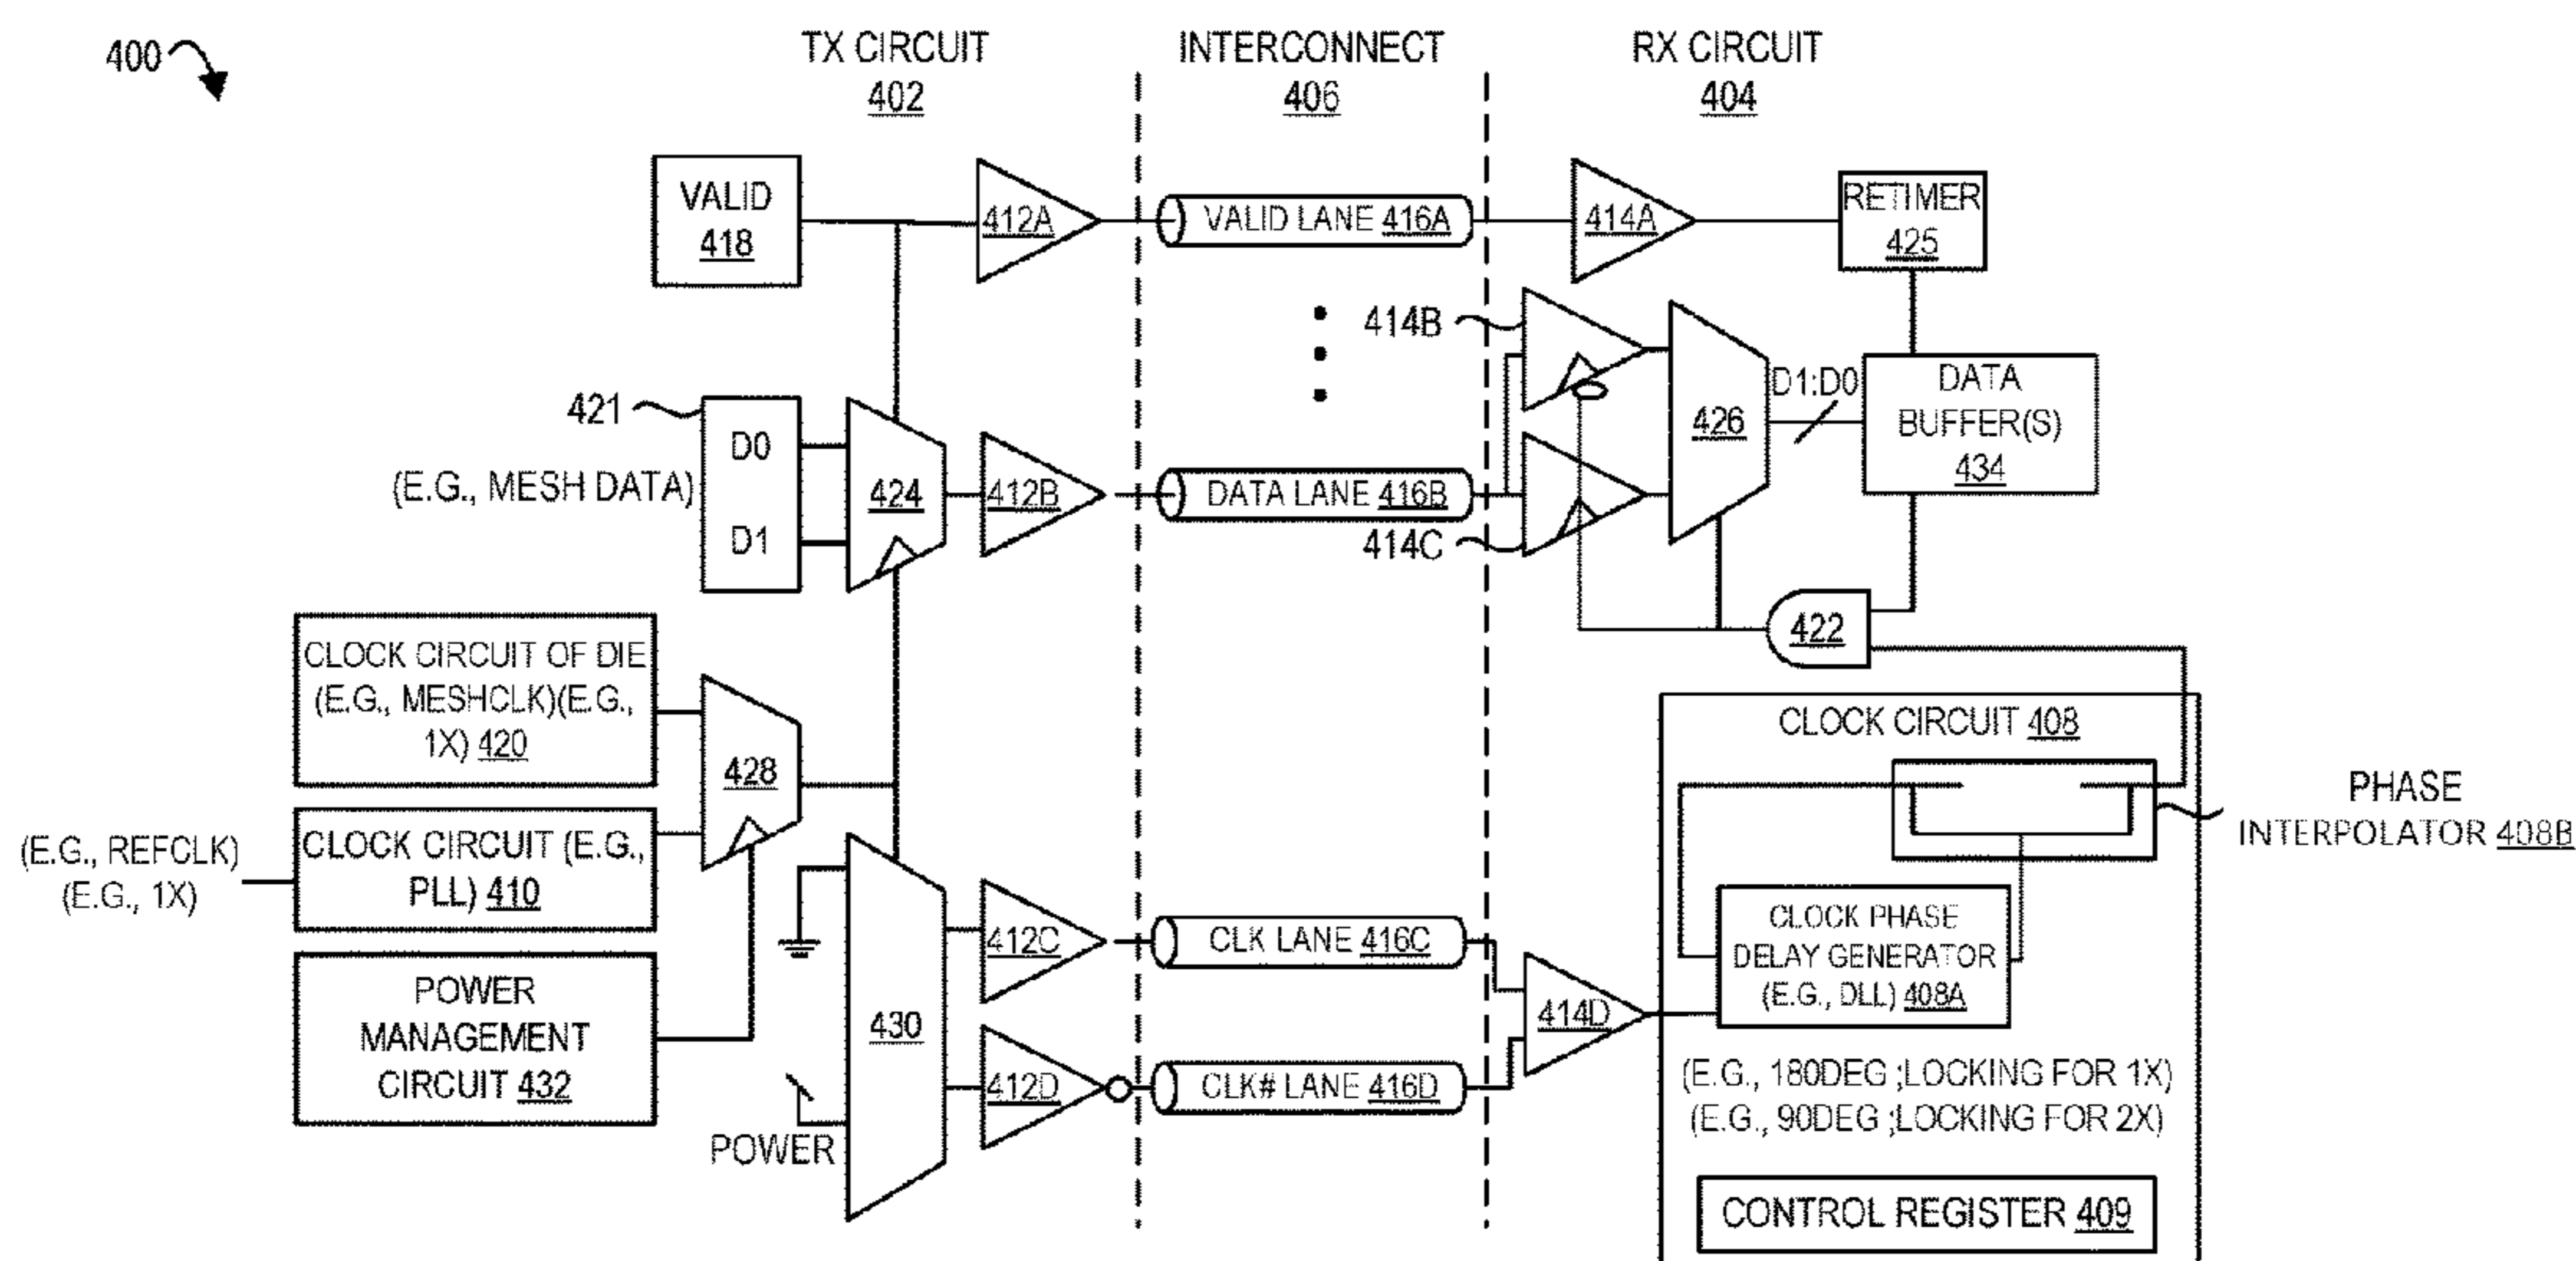 400
TX CIRCUIT
402
INTERCONNECT
406
RX CIRCUIT
404
VALID
418
412A
VALID LANE 416A
414A
RETIMER
425
421
D0
D1
(E.G., MESH DATA)
424
412B
DATA LANE 416B
414B
414C
426
D1:D0
DATA
BUFFER(S)
434
422
CLOCK CIRCUIT OF DIE
(E.G., MESHCLK)(E.G.,
1X) 420
428
(E.G., REFCLK)
(E.G., 1X)
CLOCK CIRCUIT (E.G.,
PLL) 410
POWER
MANAGEMENT
CIRCUIT 432
POWER
430
412C
412D
CLK LANE 416C
CLK# LANE 416D
414D
CLOCK CIRCUIT 408
PHASE
INTERPOLATOR 408B
CLOCK PHASE
DELAY GENERATOR
(E.G., DLL) 408A
(E.G., 180DEG ;LOCKING FOR 1X)
(E.G., 90DEG ;LOCKING FOR 2X)
CONTROL REGISTER 409